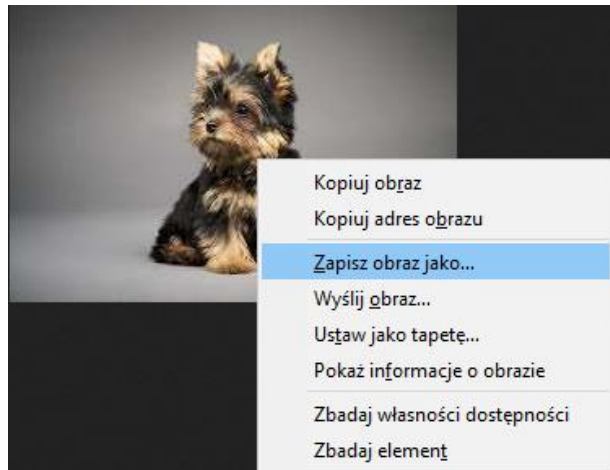 Kopiuj obraz
Kopiuj adres obrazu
Zapisz obraz jako...
Wyślij obraz...
Ustaw jako tapetę...
Pokaż informacje o obrazie
Zbadaj własności dostępności
Zbadaj element